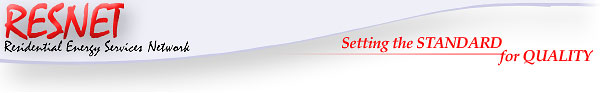 RESNET
Residential Energy Services Network
Setting the STANDARD
for QUALITY